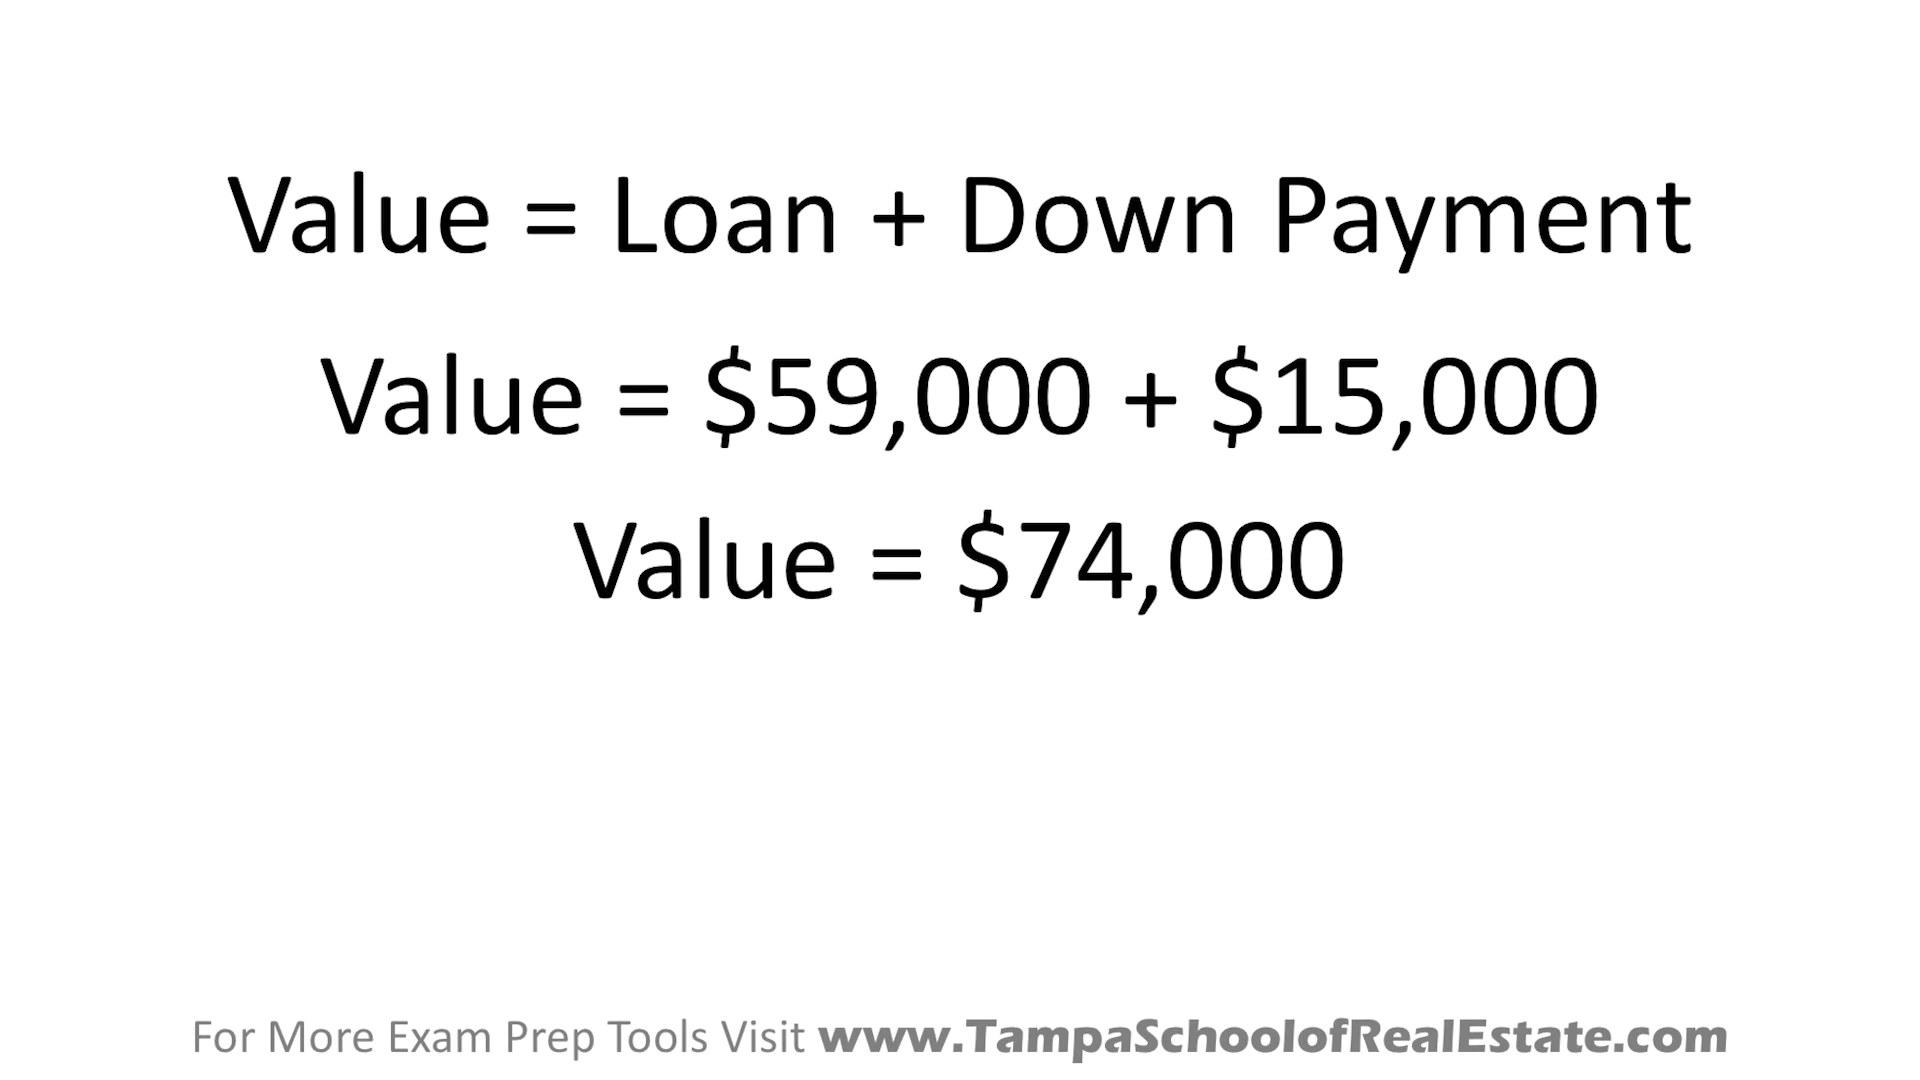 Value = Loan + Down Payment
Value = $59,000 + $15,000
Value = $74,000
For More Exam Prep Tools Visit www.TampaSchoolofRealEstate.com